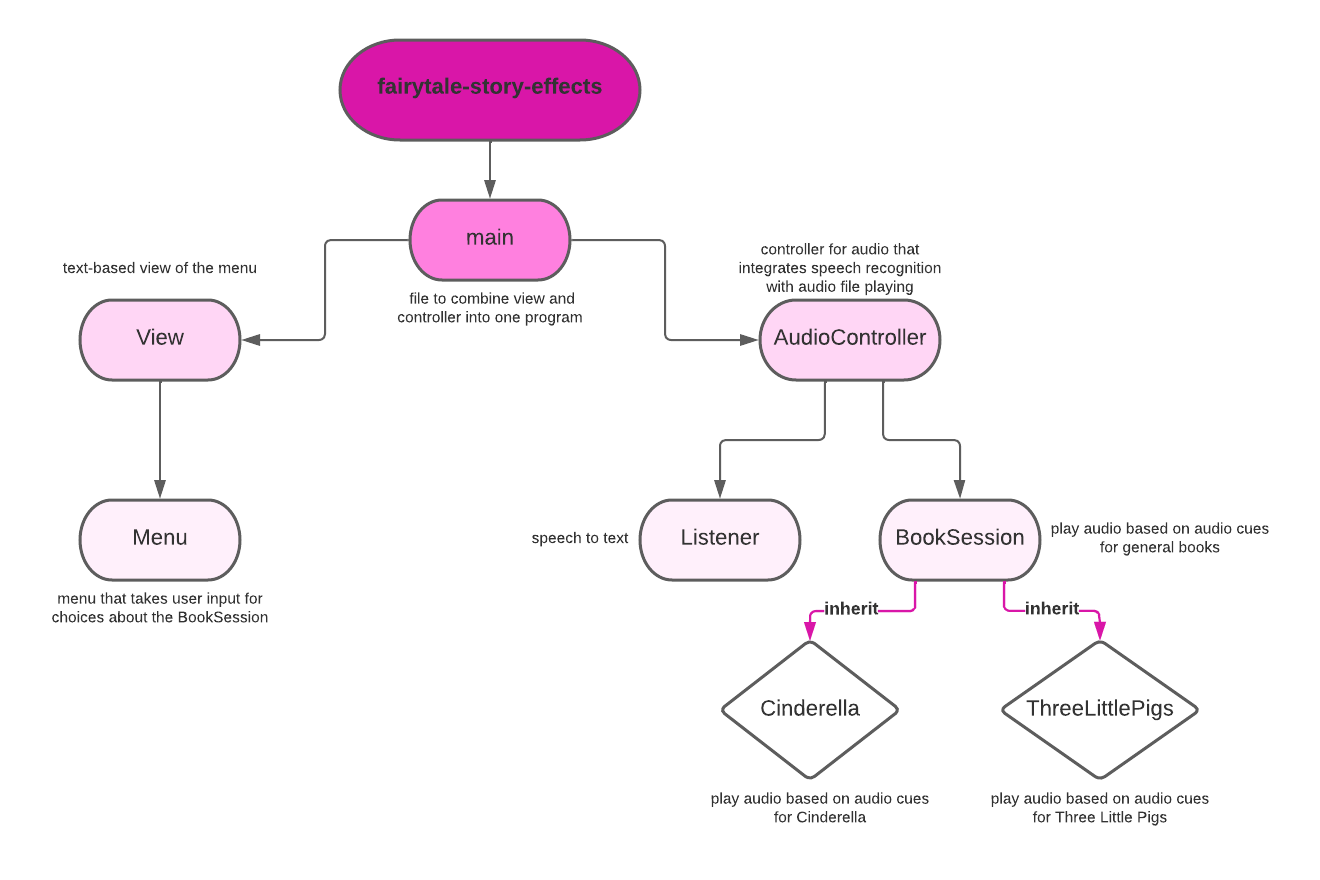 fairytale-story-effects
main
file to combine view and
controller into one program
text-based view of the menu
View
controller for audio that
integrates speech recognition
with audio file playing
AudioController
Menu
menu that takes user input for
choices about the BookSession
speech to text
Listener
BookSession
play audio based on audio cues
for general books
inherit
inherit
Cinderella
ThreeLittlePigs
play audio based on audio cues
for Cinderella
play audio based on audio cues
for Three Little Pigs